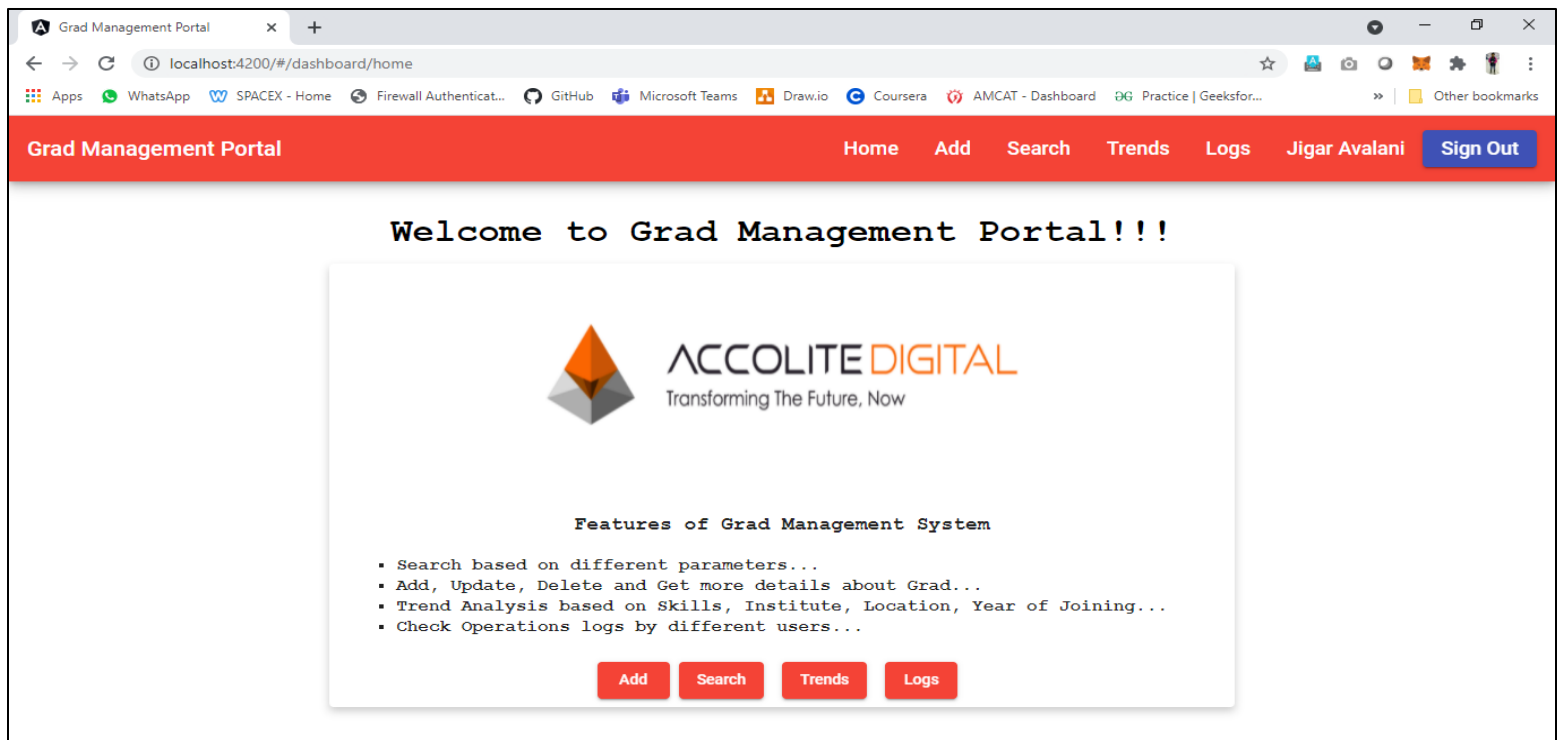 Grad Management Portal
localhost:4200/#/dashboard/home
Apps WhatsApp SPACEX - Home Firewall Authenticat... GitHub Microsoft Teams Draw.io Coursera AMCAT - Dashboard Practice | Geeksfor... » Other bookmarks
Grad Management Portal Home Add Search Trends Logs Jigar Avalani Sign Out
Welcome to Grad Management Portal!!!
ACCOLITE DIGITAL
Transforming The Future, Now
Features of Grad Management System
▪ Search based on different parameters...
▪ Add, Update, Delete and Get more details about Grad...
▪ Trend Analysis based on Skills, Institute, Location, Year of Joining...
▪ Check Operations logs by different users...
Add Search Trends Logs